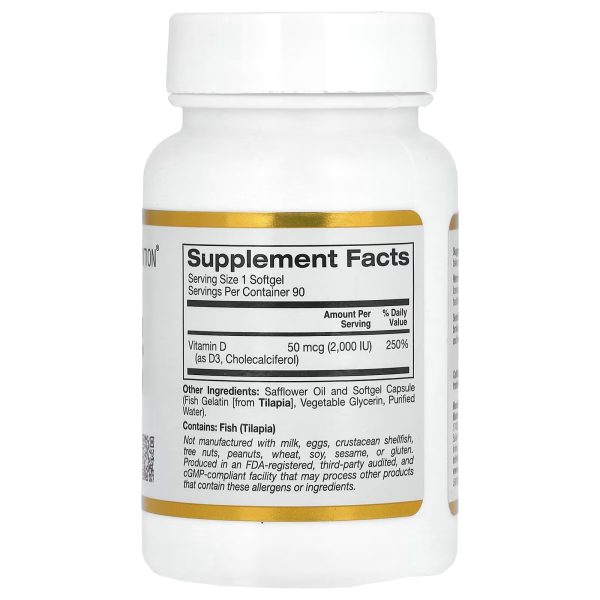 TION®
Supplement Facts
Serving Size 1 Softgel
Servings Per Container 90
Amount Per Serving
% Daily Value
Vitamin D 50 mcg (2,000 IU) 250%
(as D3, Cholecalciferol)
Other Ingredients: Safflower Oil and Softgel Capsule
(Fish Gelatin [from Tilapia], Vegetable Glycerin, Purified
Water).
Contains: Fish (Tilapia)
Not manufactured with milk, eggs, crustacean shellfish,
tree nuts, peanuts, wheat, soy, sesame, or gluten.
Produced in an FDA-registered, third-party audited, and
cGMP-compliant facility that may process other products
that contain these allergens or ingredients.